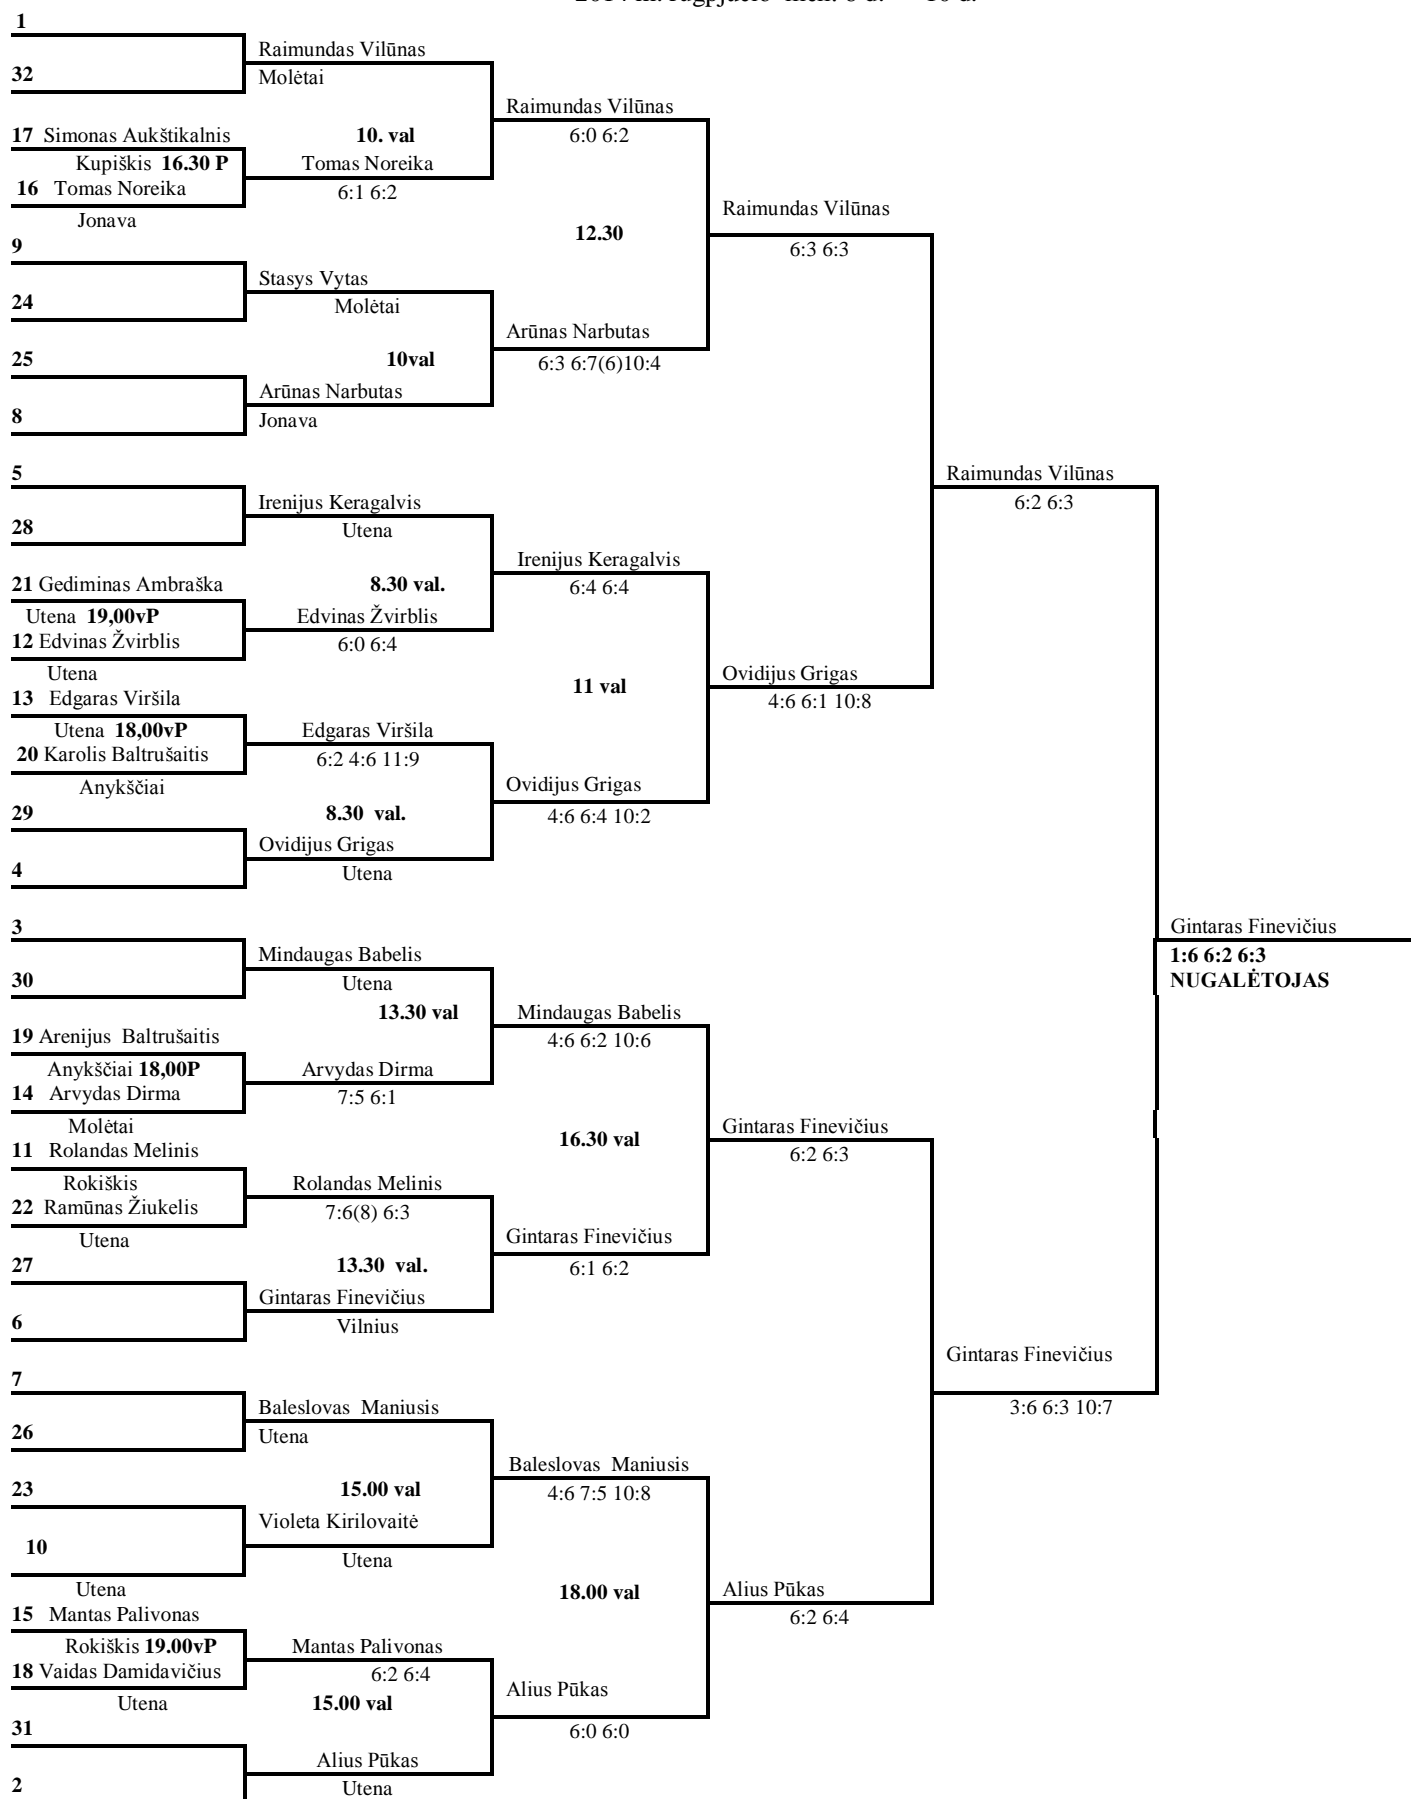 1
Raimundas Vilūnas
32
Molėtai
Raimundas Vilūnas
17 Simonas Aukštikalnis
10. val
6:0 6:2
Kupiškis 16.30 P
Tomas Noreika
16 Tomas Noreika
6:1 6:2
Jonava
Raimundas Vilūnas
12.30
9
6:3 6:3
Stasys Vytas
24
Molėtai
Arūnas Narbutas
25
10val
6:3 6:7(6)10:4
Arūnas Narbutas
8
Jonava
5
Raimundas Vilūnas
Irenijus Keragalvis
6:2 6:3
28
Utena
Irenijus Keragalvis
21 Gediminas Ambraška
8.30 val.
6:4 6:4
Utena 19,00vP
Edvinas Žvirblis
12 Edvinas Žvirblis
6:0 6:4
Utena
Ovidijus Grigas
11 val
13 Edgaras Viršila
4:6 6:1 10:8
Utena 18,00vP
Edgaras Viršila
20 Karolis Baltrušaitis
6:2 4:6 11:9
Anykščiai
Ovidijus Grigas
29
8.30 val.
4:6 6:4 10:2
Ovidijus Grigas
4
Utena
3
Gintaras Finevičius
Mindaugas Babelis
1:6 6:2 6:3
30
Utena
NUGALĖTOJAS
13.30 val
Mindaugas Babelis
19 Arenijus Baltrušaitis
4:6 6:2 10:6
Anykščiai 18,00P
Arvydas Dirma
14 Arvydas Dirma
7:5 6:1
Molėtai
Gintaras Finevičius
16.30 val
11 Rolandas Melinis
6:2 6:3
Rokiškis
Rolandas Melinis
22 Ramūnas Žiukelis
7:6(8) 6:3
Utena
Gintaras Finevičius
27
13.30 val.
6:1 6:2
Gintaras Finevičius
6
Vilnius
Gintaras Finevičius
7
Baleslovas Maniusis
3:6 6:3 10:7
26
Utena
Baleslovas Maniusis
23
15.00 val
4:6 7:5 10:8
Violeta Kirilovaitė
10
Utena
Utena
18.00 val
Alius Pūkas
15 Mantas Palivonas
6:2 6:4
Rokiškis 19.00vP
Mantas Palivonas
18 Vaidas Damidavičius
6:2 6:4
Utena
15.00 val
Alius Pūkas
31
6:0 6:0
Alius Pūkas
2
Utena